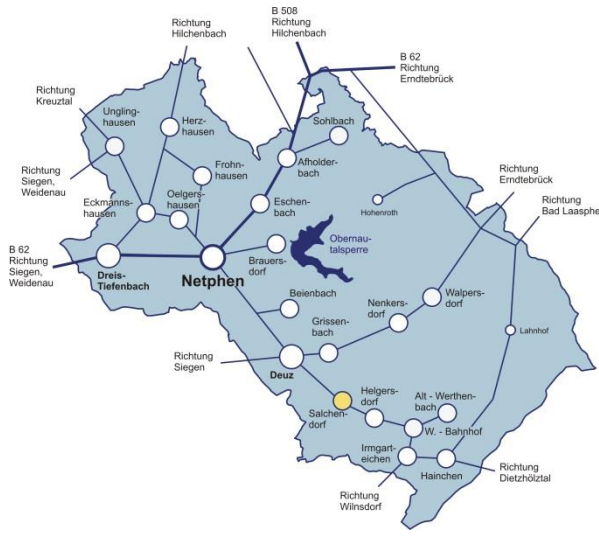 Richtung
Hilchenbach
B 508
Richtung
Hilchenbach
B 62
Richtung
Erndtebrück
Richtung
Kreuztal
Ungling-
hausen
Herz-
hausen
Sohlbach
Afholder-
bach
Frohn-
hausen
Richtung
Siegen,
Weidenau
Eckmanns-
hausen
Oelgers-
hausen
Eschen-
bach
Hohenroth
Richtung
Erndtebrück
Richtung
Bad Laasphe
B 62
Richtung
Siegen,
Weidenau
Dreis-
Tiefenbach
Netphen
Brauers-
dorf
Obernau-
talsperre
Beienbach
Grissen-
bach
Nenkers-
dorf
Walpers-
dorf
Lahnhof
Richtung
Siegen
Deuz
Salchen-
dorf
Helgers-
dorf
Alt - Werthen-
bach
W. - Bahnhof
Irmgart-
eichen
Hainchen
Richtung
Wilnsdorf
Richtung
Dietzhölztal